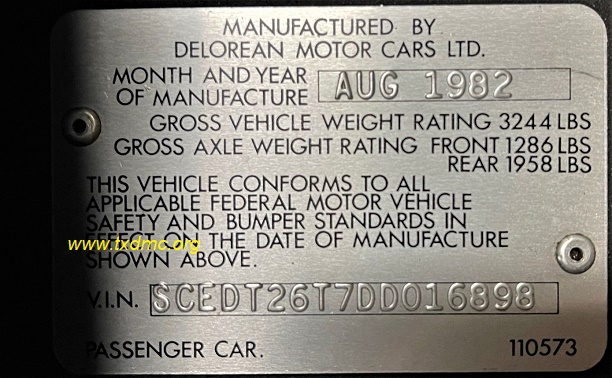 MANUFACTURED BY
DELOREAN MOTOR CARS LTD.
MONTH AND YEAR
OF MANUFACTURE AUG 1982
GROSS VEHICLE WEIGHT RATING 3244 LBS
GROSS AXLE WEIGHT RATING FRONT 1286 LBS
REAR 1958 LBS
THIS VEHICLE CONFORMS TO ALL
APPLICABLE FEDERAL MOTOR VEHICLE
SAFETY AND BUMPER STANDARDS IN
EFFECT ON THE DATE OF MANUFACTURE
www.txdmc.org
SHOWN ABOVE.
V.I.N. SCEDT26T7DD016898
PASSENGER CAR. 110573